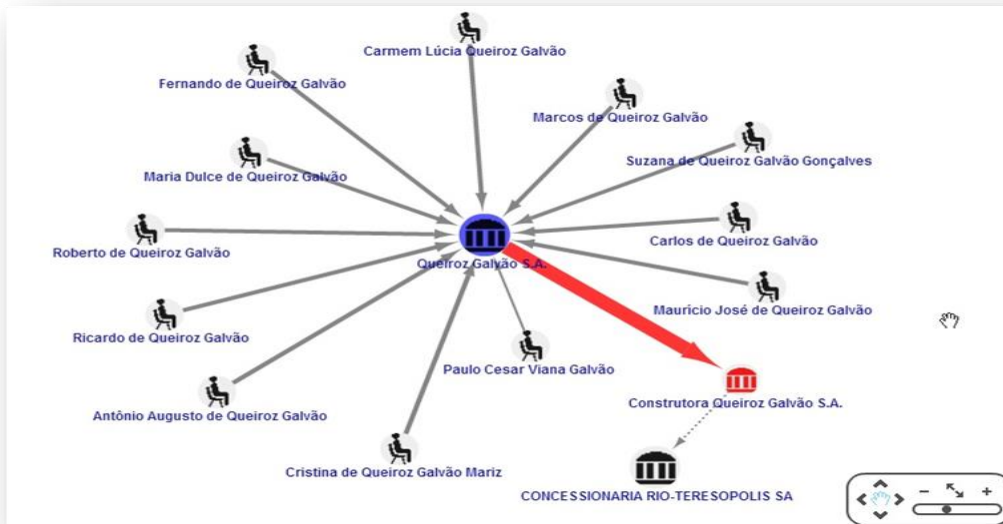 Carmem Lúcia Queiroz Galvão
Fernando de Queiroz Galvão
Marcos de Queiroz Galvão
Suzana de Queiroz Galvão Gonçalves
Maria Dulce de Queiroz Galvão
Roberto de Queiroz Galvão
Carlos de Queiroz Galvão
Queiroz Galvão S.A.
Maurício José de Queiroz Galvão
Ricardo de Queiroz Galvão
Paulo Cesar Viana Galvão
Construtora Queiroz Galvão S.A.
Antônio Augusto de Queiroz Galvão
Cristina de Queiroz Galvão Mariz
CONCESSIONARIA RIO-TERESOPOLIS SA